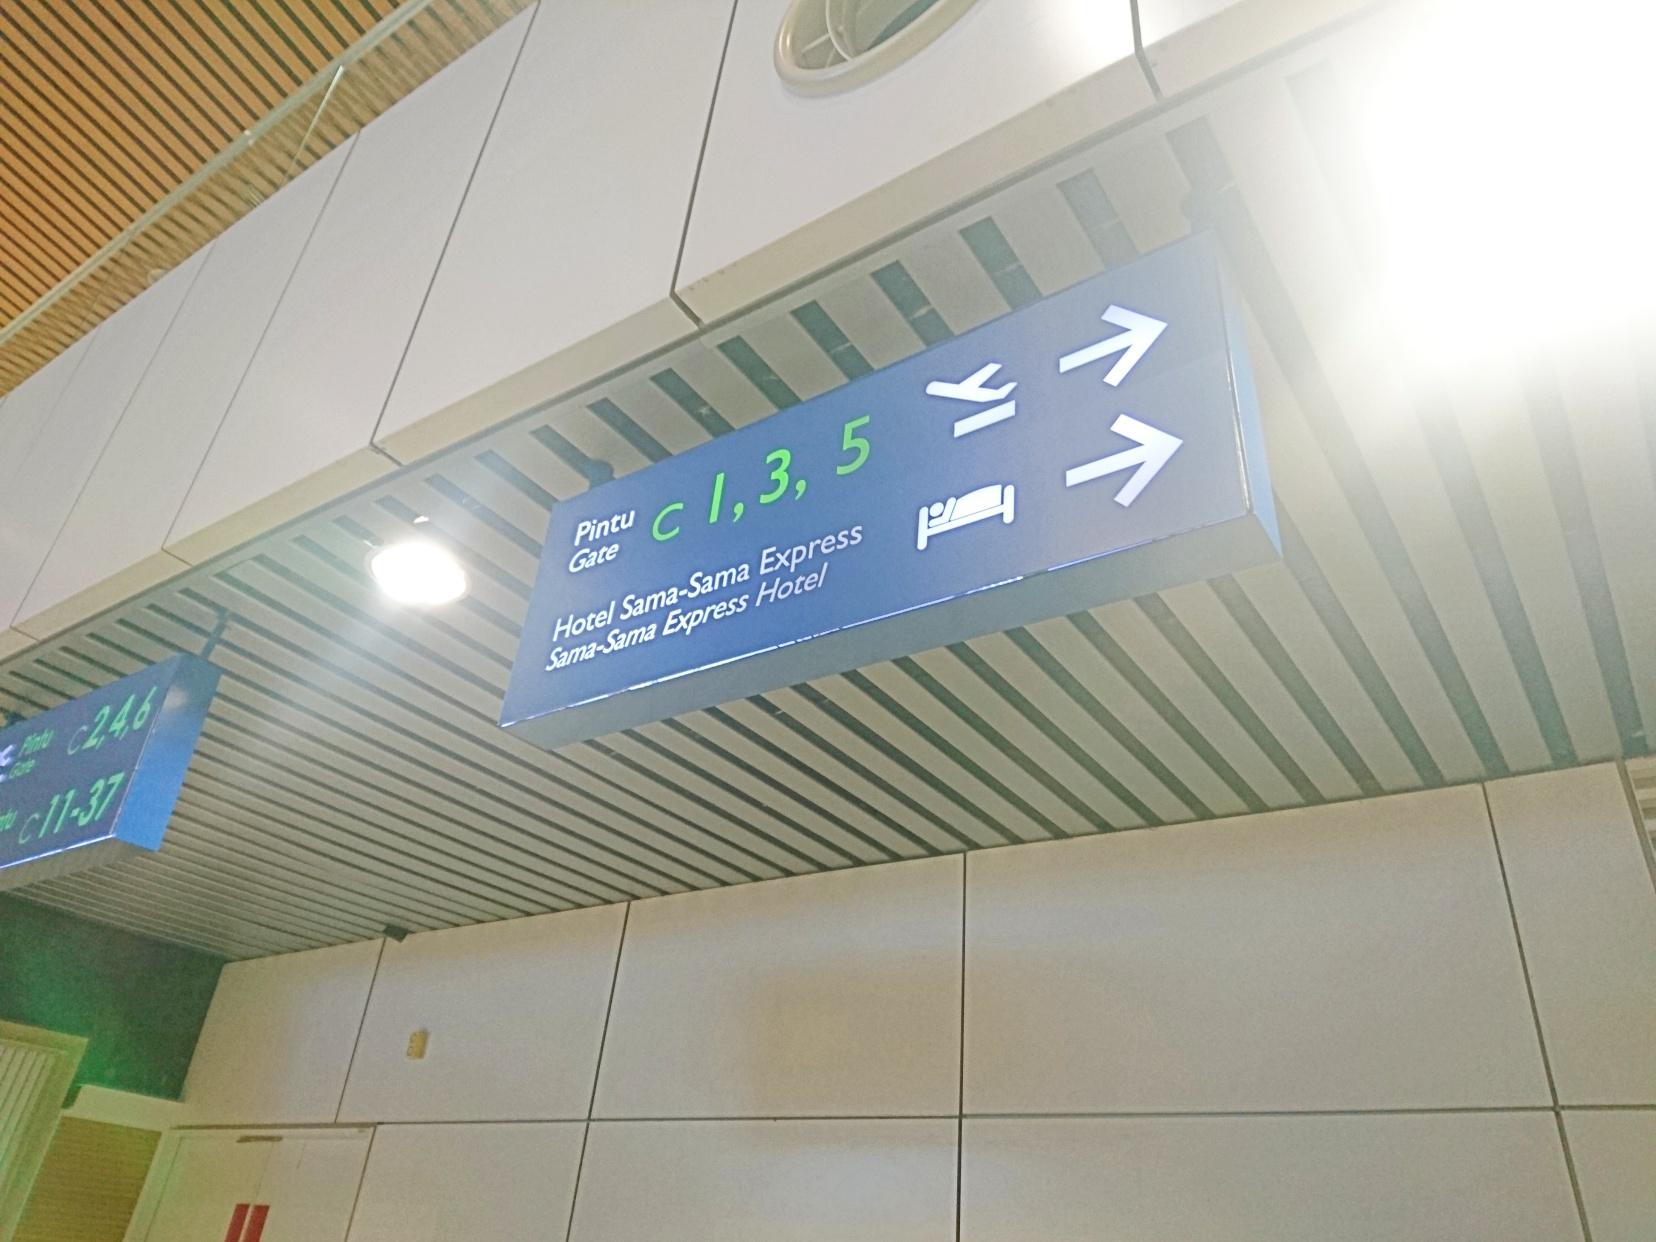 Pintu
Gate
C 1, 3, 5
Hotel Sama-Sama Express
Sama-Sama Express Hotel
Pintu
Gate
C 2,4,6
C 11-37